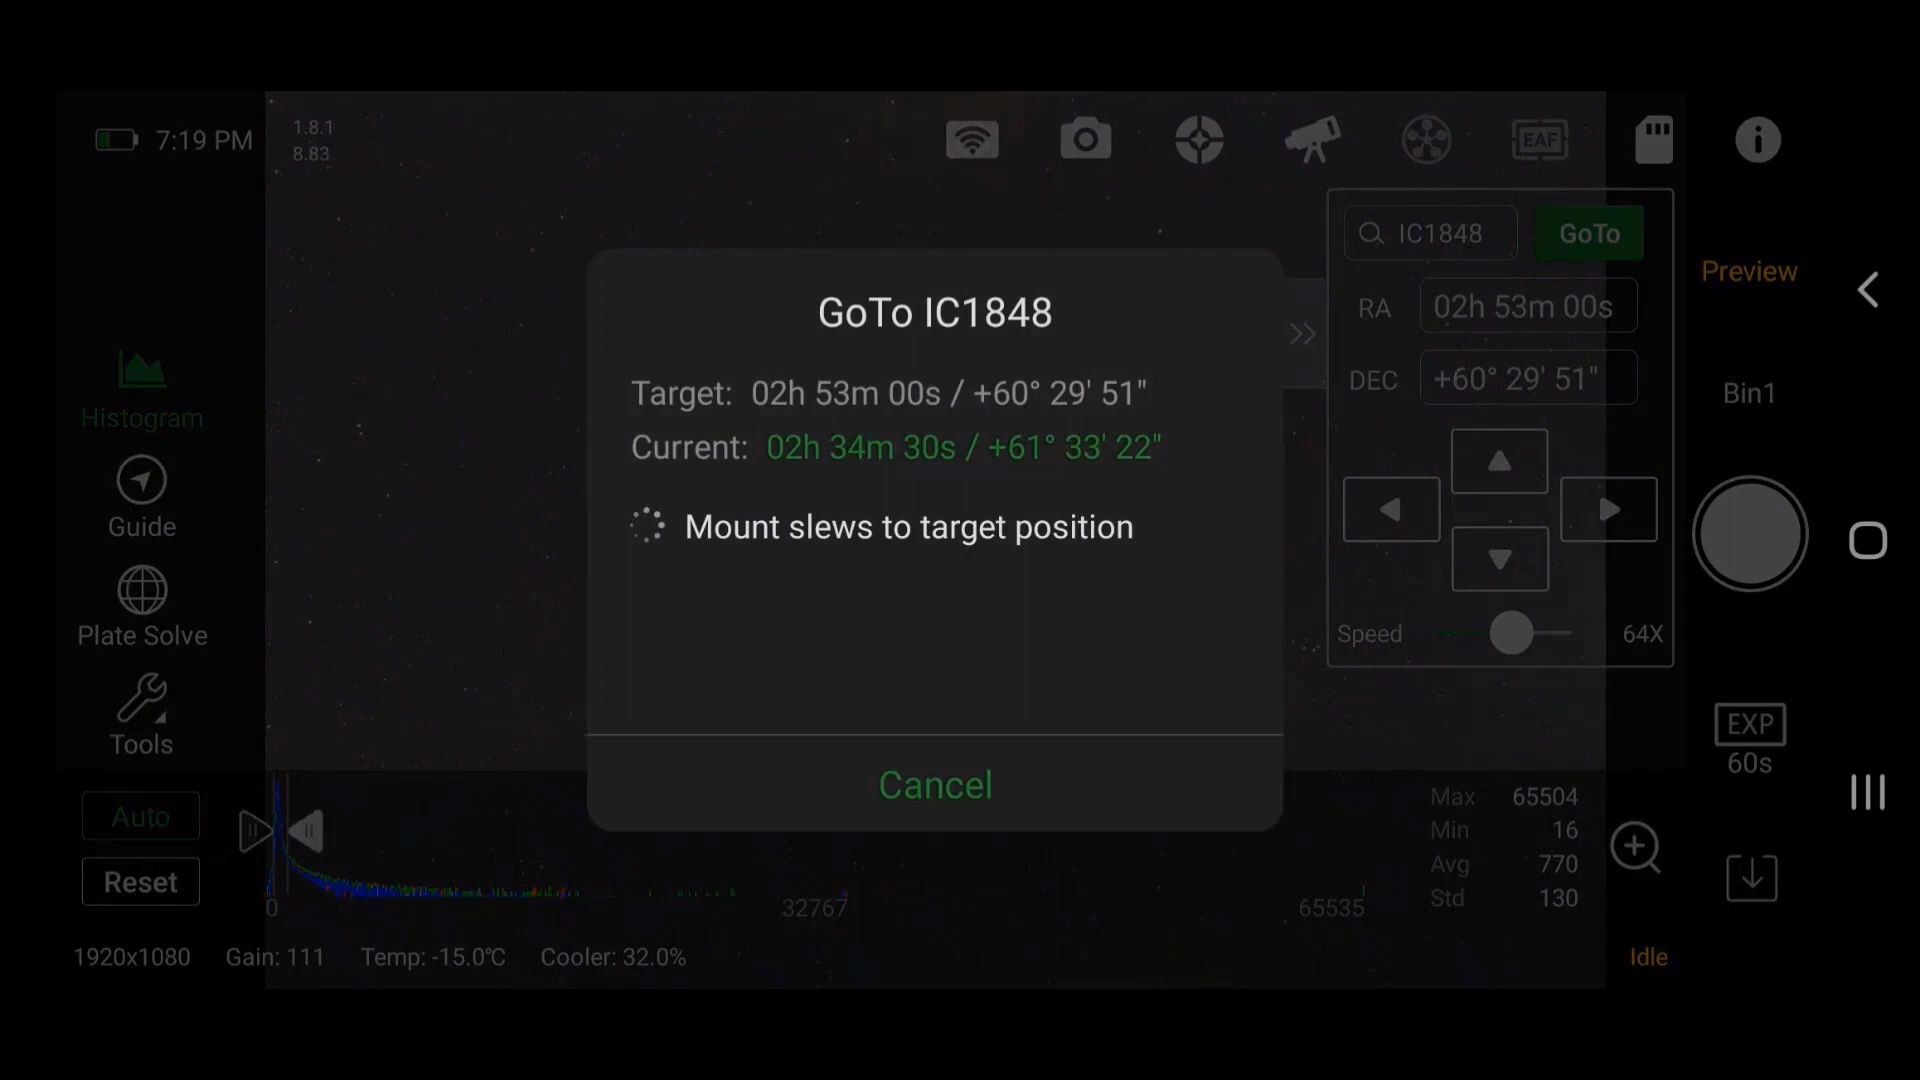 7:19 PM
1.8.1
8.83
EAF
IC1848
GoTo
RA
02h 53m 00s
DEC
+60° 29' 51"
Speed
64X
Preview
Bin1
EXP
60s
Idle
GoTo IC1848
Target: 02h 53m 00s / +60° 29' 51"
Current: 02h 34m 30s / +61° 33' 22"
Mount slews to target position
Cancel
Histogram
Guide
Plate Solve
Tools
Auto
Reset
0
32767
65535
Max 65504
Min 16
Avg 770
Std 130
1920x1080 Gain: 111 Temp: -15.0℃ Cooler: 32.0%